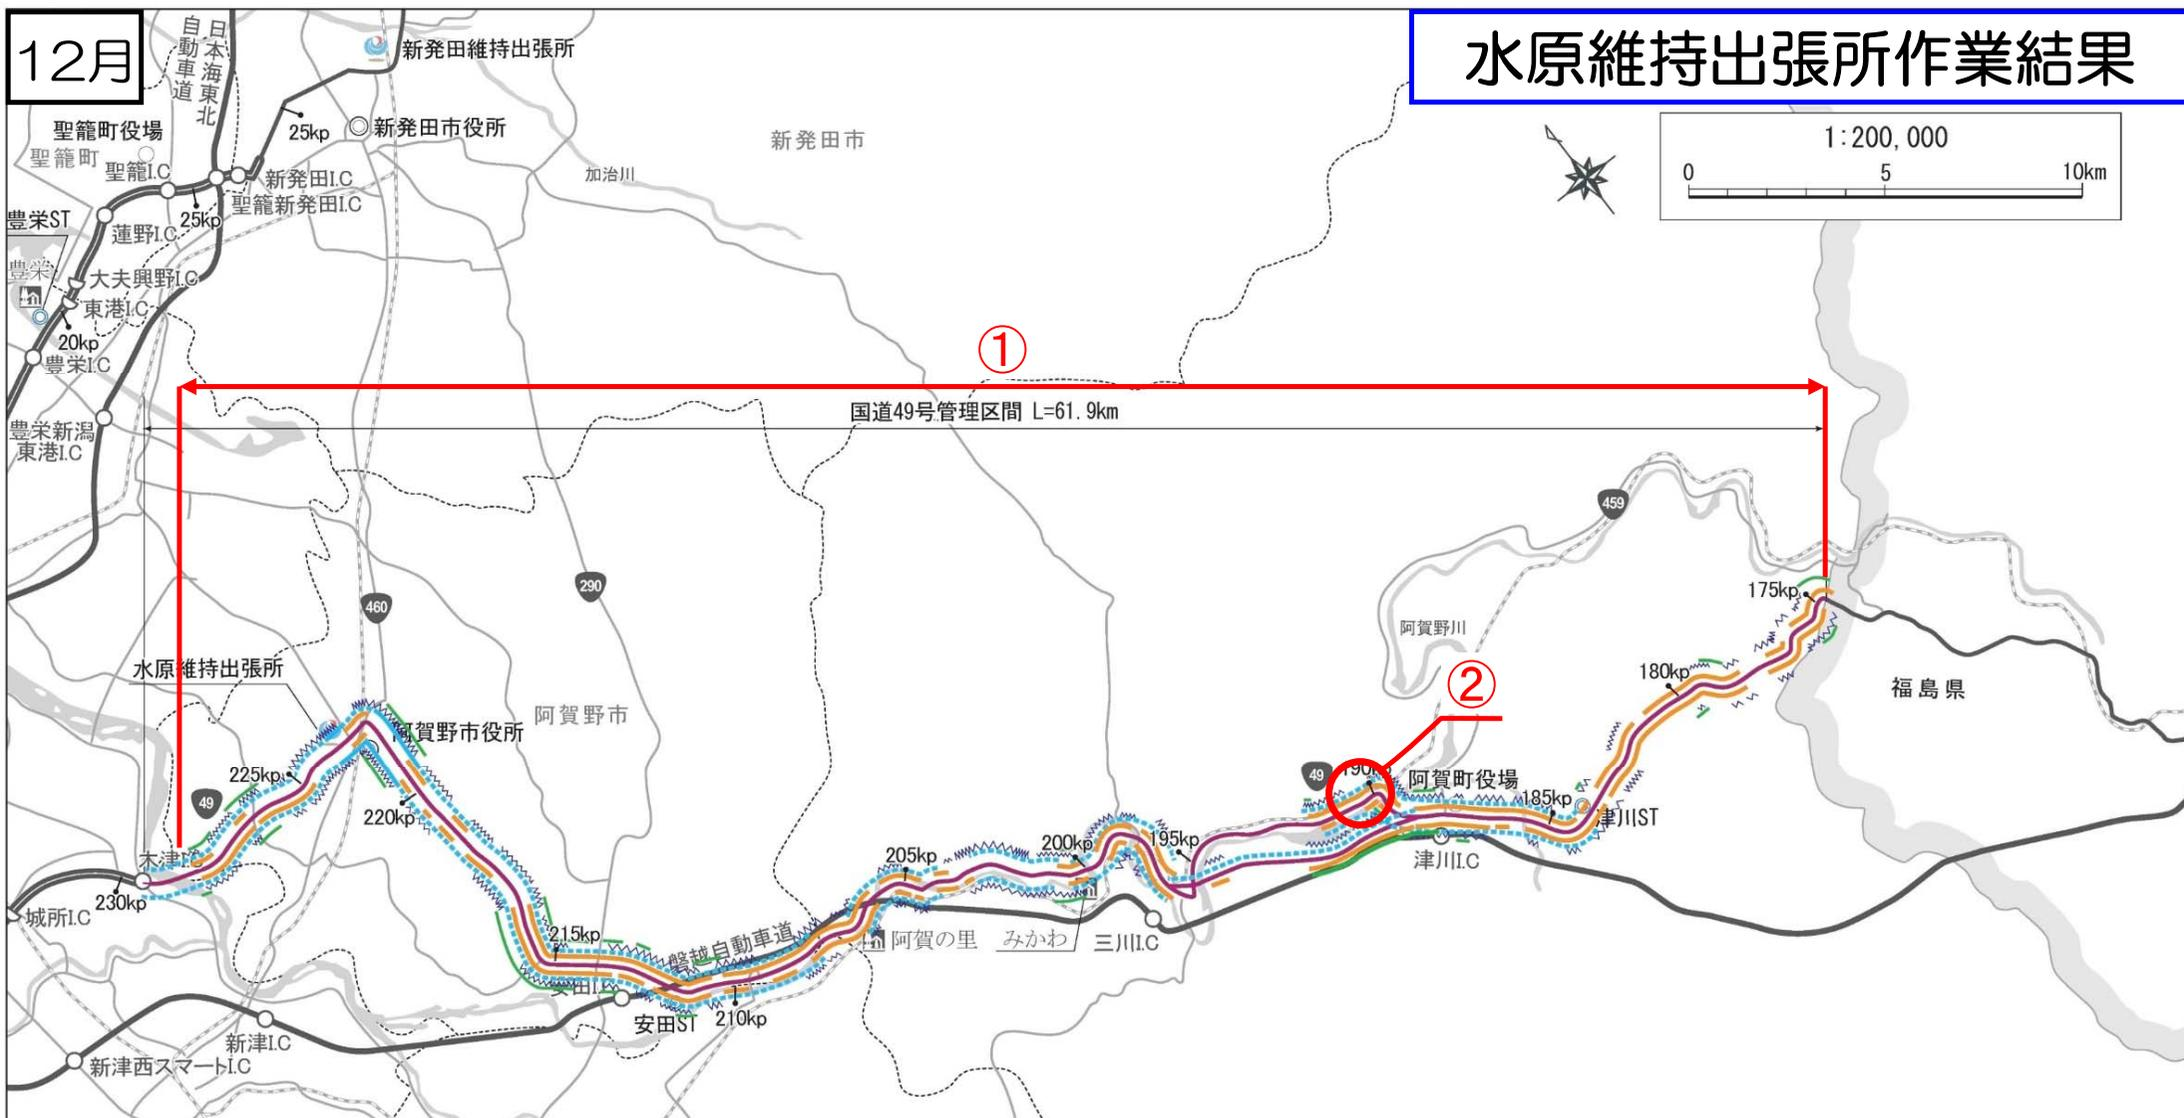 12月
水原維持出張所作業結果
1:200,000
0 5 10km
日本海東北
自動車道
新発田維持出張所
25kp
新発田市役所
新発田市
聖籠町役場
聖籠町
聖籠I.C
新発田I.C
聖籠新発田I.C
加治川
25kp
豊栄ST
蓮野I.C
豊栄
大夫興野I.C
東港I.C
20kp
豊栄I.C
①
国道49号管理区間 L=61.9km
豊栄新潟
東港I.C
459
175kp
290
460
阿賀野川
水原維持出張所
②
180kp
福島県
阿賀野市
阿賀野市役所
225kp
49
220kp
49
190kp
阿賀町役場
185kp
津川ST
木津I.C
195kp
200kp
205kp
津川I.C
230kp
城所I.C
215kp
磐越自動車道
阿賀の里
みかわ
三川I.C
安田I.C
安田ST
210kp
新津I.C
新津西スマートI.C